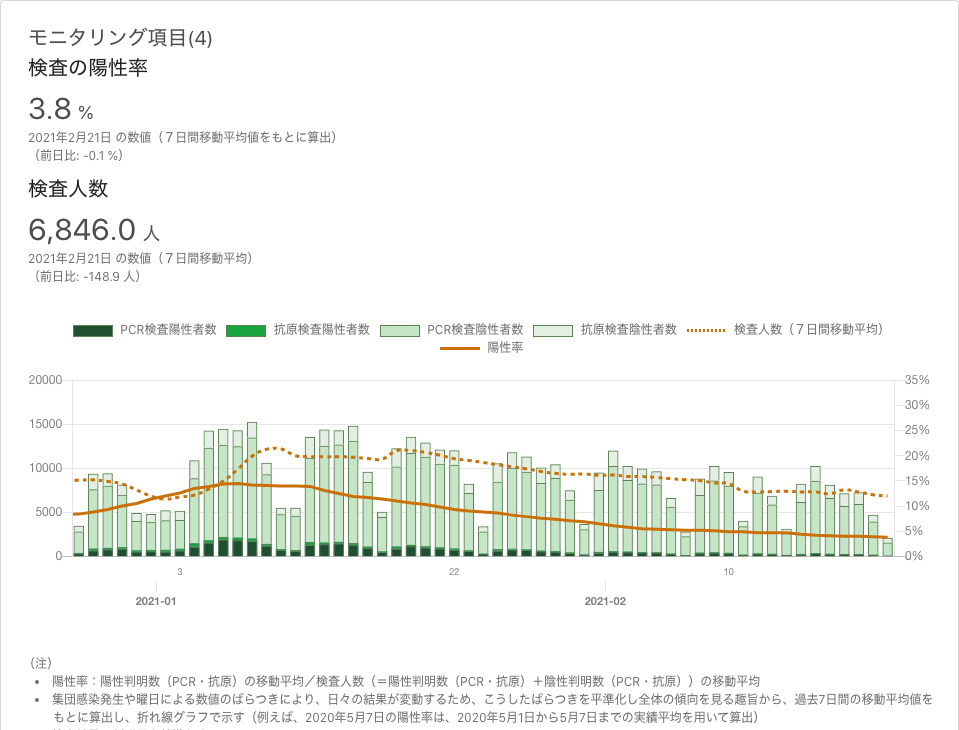 モニタリング項目(4)
検査の陽性率
3.8 %
2021年2月21日 の数値（７日間移動平均値をもとに算出）
（前日比: -0.1 %）
検査人数
6,846.0 人
2021年2月21日 の数値（７日間移動平均）
（前日比: -148.9 人）
PCR検査陽性者数 抗原検査陽性者数 PCR検査陰性者数 抗原検査陰性者数 検査人数（７日間移動平均）
陽性率
20000 35%
30%
15000 25%
20%
10000 15%
5000 10%
5%
0 0%
3 22 10
2021-01 2021-02
（注）
• 陽性率：陽性判明数（PCR・抗原）の移動平均／検査人数（＝陽性判明数（PCR・抗原）＋陰性判明数（PCR・抗原））の移動平均
• 集団感染発生や曜日による数値のばらつきにより、日々の結果が変動するため、こうしたばらつきを平準化し全体の傾向を見る趣旨から、過去7日間の移動平均値を
もとに算出し、折れ線グラフで示す（例えば、2020年5月7日の陽性率は、2020年5月1日から5月7日までの実績平均を用いて算出）